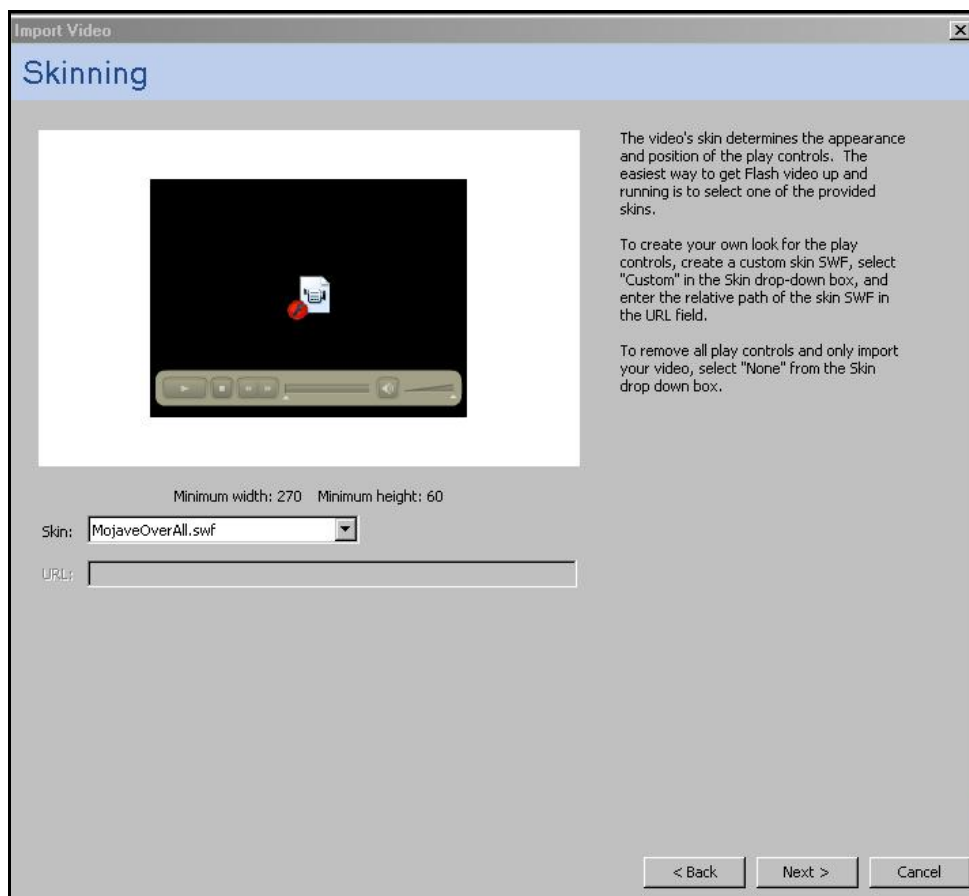 Import Video
Skinning
The video's skin determines the appearance
and position of the play controls. The
easiest way to get Flash video up and
running is to select one of the provided
skins.
To create your own look for the play
controls, create a custom skin SWF, select
"Custom" in the Skin drop-down box, and
enter the relative path of the skin SWF in
the URL field.
To remove all play controls and only import
your video, select "None" from the Skin
drop down box.
Minimum width: 270 Minimum height: 60
Skin: MojaveOverAll.swf
URL:
< Back Next > Cancel